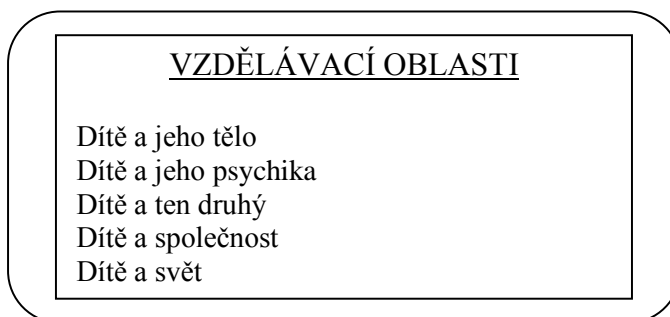 VZDĚLÁVACÍ OBLASTI
Dítě a jeho tělo
Dítě a jeho psychika
Dítě a ten druhý
Dítě a společnost
Dítě a svět